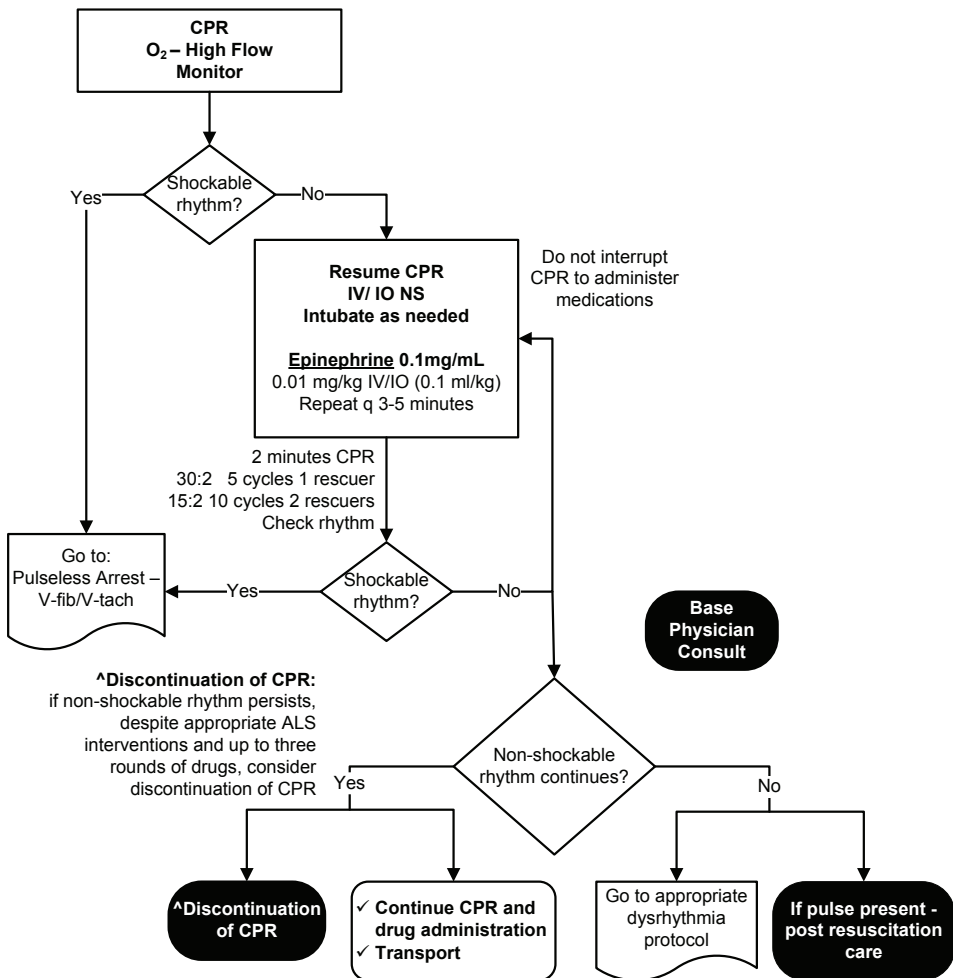 CPR
O₂ – High Flow
Monitor
Shockable
rhythm?
Yes
No
Resume CPR
IV/ IO NS
Intubate as needed
Epinephrine 0.1mg/mL
0.01 mg/kg IV/IO (0.1 ml/kg)
Repeat q 3-5 minutes
Do not interrupt
CPR to administer
medications
2 minutes CPR
30:2 5 cycles 1 rescuer
15:2 10 cycles 2 rescuers
Check rhythm
Go to:
Pulseless Arrest –
V-fib/V-tach
Yes
Shockable
rhythm?
No
Base
Physician
Consult
^Discontinuation of CPR:
if non-shockable rhythm persists,
despite appropriate ALS
interventions and up to three
rounds of drugs, consider
discontinuation of CPR
Non-shockable
rhythm continues?
Yes
No
^Discontinuation
of CPR
✓ Continue CPR and
drug administration
✓ Transport
Go to appropriate
dysrhythmia
protocol
If pulse present -
post resuscitation
care